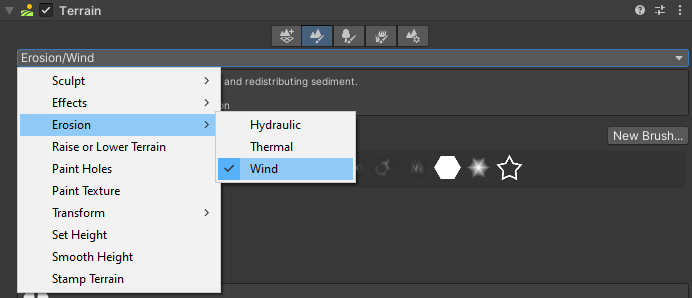 Terrain
Erosion/Wind
Sculpt
and redistributing sediment.
Effects
on
Erosion
Hydraulic
Raise or Lower Terrain
New Brush...
Thermal
Paint Holes
Wind
Paint Texture
Transform
Set Height
Smooth Height
Stamp Terrain